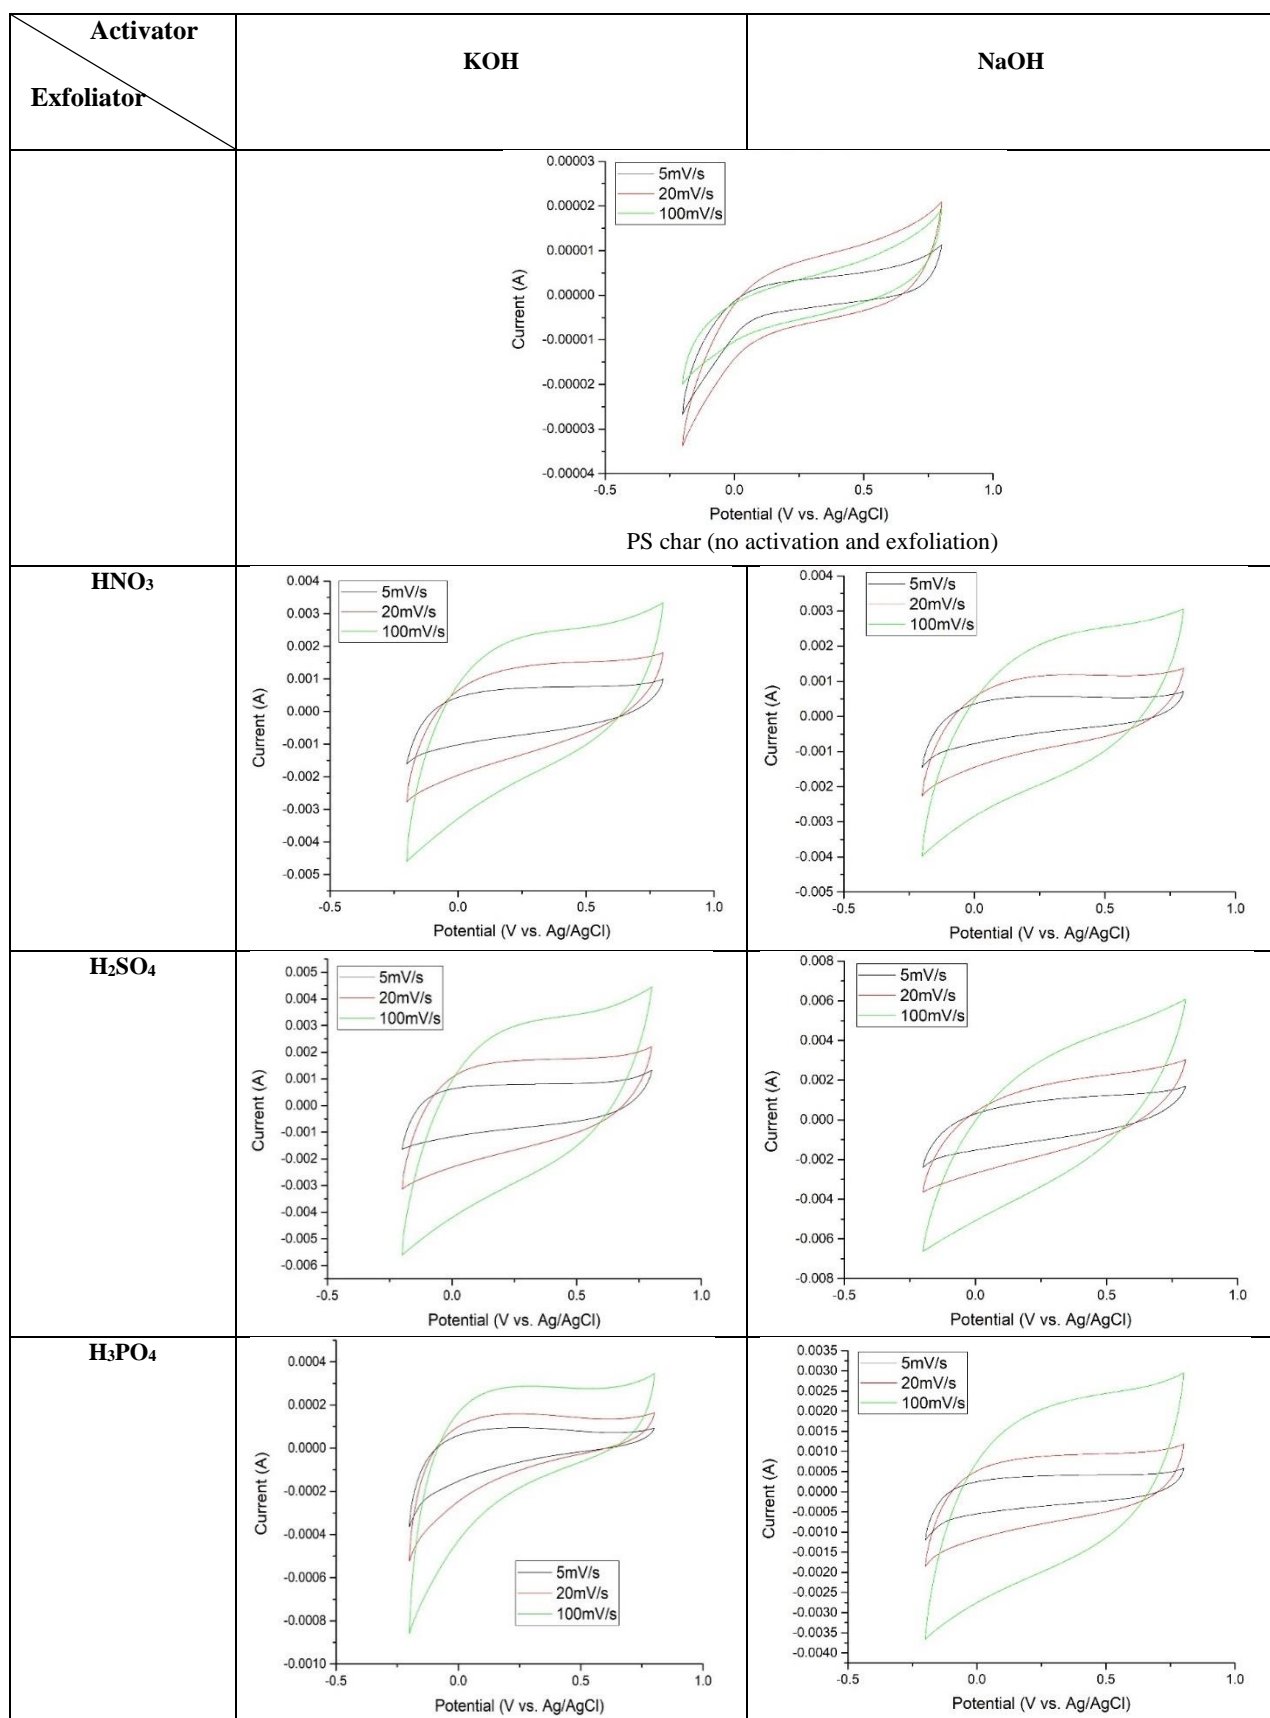 Activator
Exfoliator
KOH
NaOH
0.00003
0.00002
0.00001
0.00000
-0.00001
-0.00002
-0.00003
-0.00004
Current (A)
5mV/s
20mV/s
100mV/s
-0.5
0.0
0.5
1.0
Potential (V vs. Ag/AgCl)
PS char (no activation and exfoliation)
HNO₃
0.004
0.003
0.002
0.001
0.000
-0.001
-0.002
-0.003
-0.004
-0.005
Current (A)
5mV/s
20mV/s
100mV/s
-0.5
0.0
0.5
1.0
Potential (V vs. Ag/AgCl)
0.004
0.003
0.002
0.001
0.000
-0.001
-0.002
-0.003
-0.004
-0.005
Current (A)
5mV/s
20mV/s
100mV/s
-0.5
0.0
0.5
1.0
Potential (V vs. Ag/AgCl)
H₂SO₄
0.005
0.004
0.003
0.002
0.001
0.000
-0.001
-0.002
-0.003
-0.004
-0.005
-0.006
Current (A)
5mV/s
20mV/s
100mV/s
-0.5
0.0
0.5
1.0
Potential (V vs. Ag/AgCl)
0.008
0.006
0.004
0.002
0.000
-0.002
-0.004
-0.006
-0.008
Current (A)
5mV/s
20mV/s
100mV/s
-0.5
0.0
0.5
1.0
Potential (V vs. Ag/AgCl)
H₃PO₄
0.0004
0.0002
0.0000
-0.0002
-0.0004
-0.0006
-0.0008
-0.0010
Current (A)
5mV/s
20mV/s
100mV/s
-0.5
0.0
0.5
1.0
Potential (V vs. Ag/AgCl)
0.0035
0.0030
0.0025
0.0020
0.0015
0.0010
0.0005
0.0000
-0.0005
-0.0010
-0.0015
-0.0020
-0.0025
-0.0030
-0.0035
-0.0040
Current (A)
5mV/s
20mV/s
100mV/s
-0.5
0.0
0.5
1.0
Potential (V vs. Ag/AgCl)